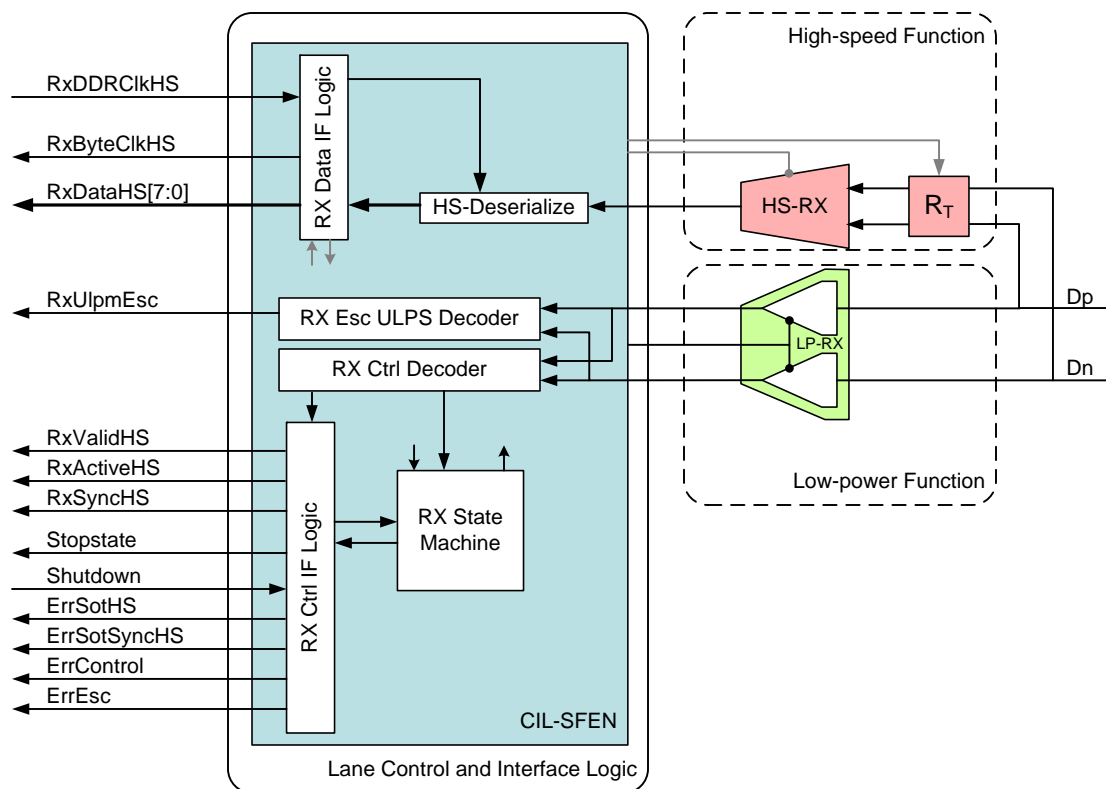 High-speed Function
RxDDRClkHS
RxByteClkHS
RxDataHS[7:0]
RX Data IF Logic
HS-Deserialize
HS-RX
RT
RxUlpmEsc
RX Esc ULPS Decoder
RX Ctrl Decoder
LP-RX
Dp
Dn
Low-power Function
RxValidHS
RxActiveHS
RxSyncHS
Stopstate
Shutdown
ErrSotHS
ErrSotSyncHS
ErrControl
ErrEsc
RX Ctrl IF Logic
RX State
Machine
CIL-SFEN
Lane Control and Interface Logic